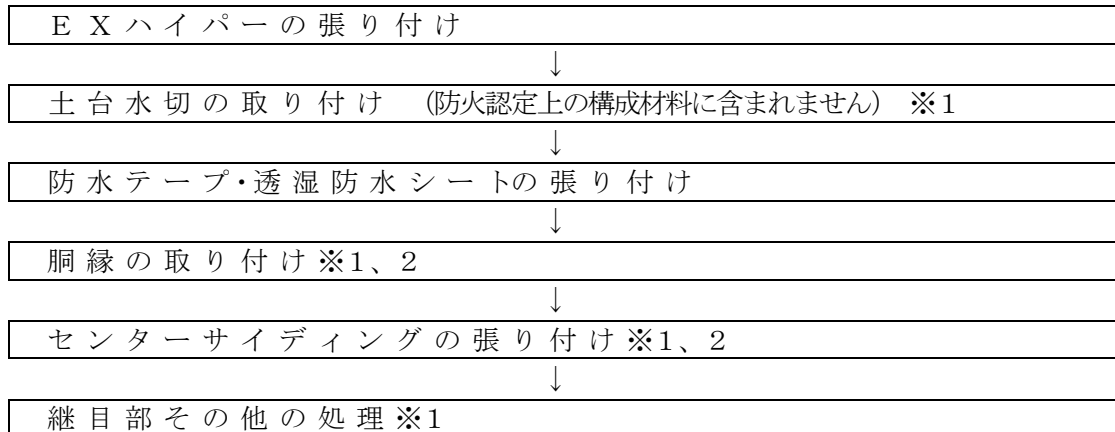 EXハイパーの張り付け
↓
土台水切の取り付け （防火認定上の構成材料に含まれません） ※1
↓
防水テープ・透湿防水シートの張り付け
↓
胴縁の取り付け※1、2
↓
センターサイディングの張り付け※1、2
↓
継目部その他の処理※1